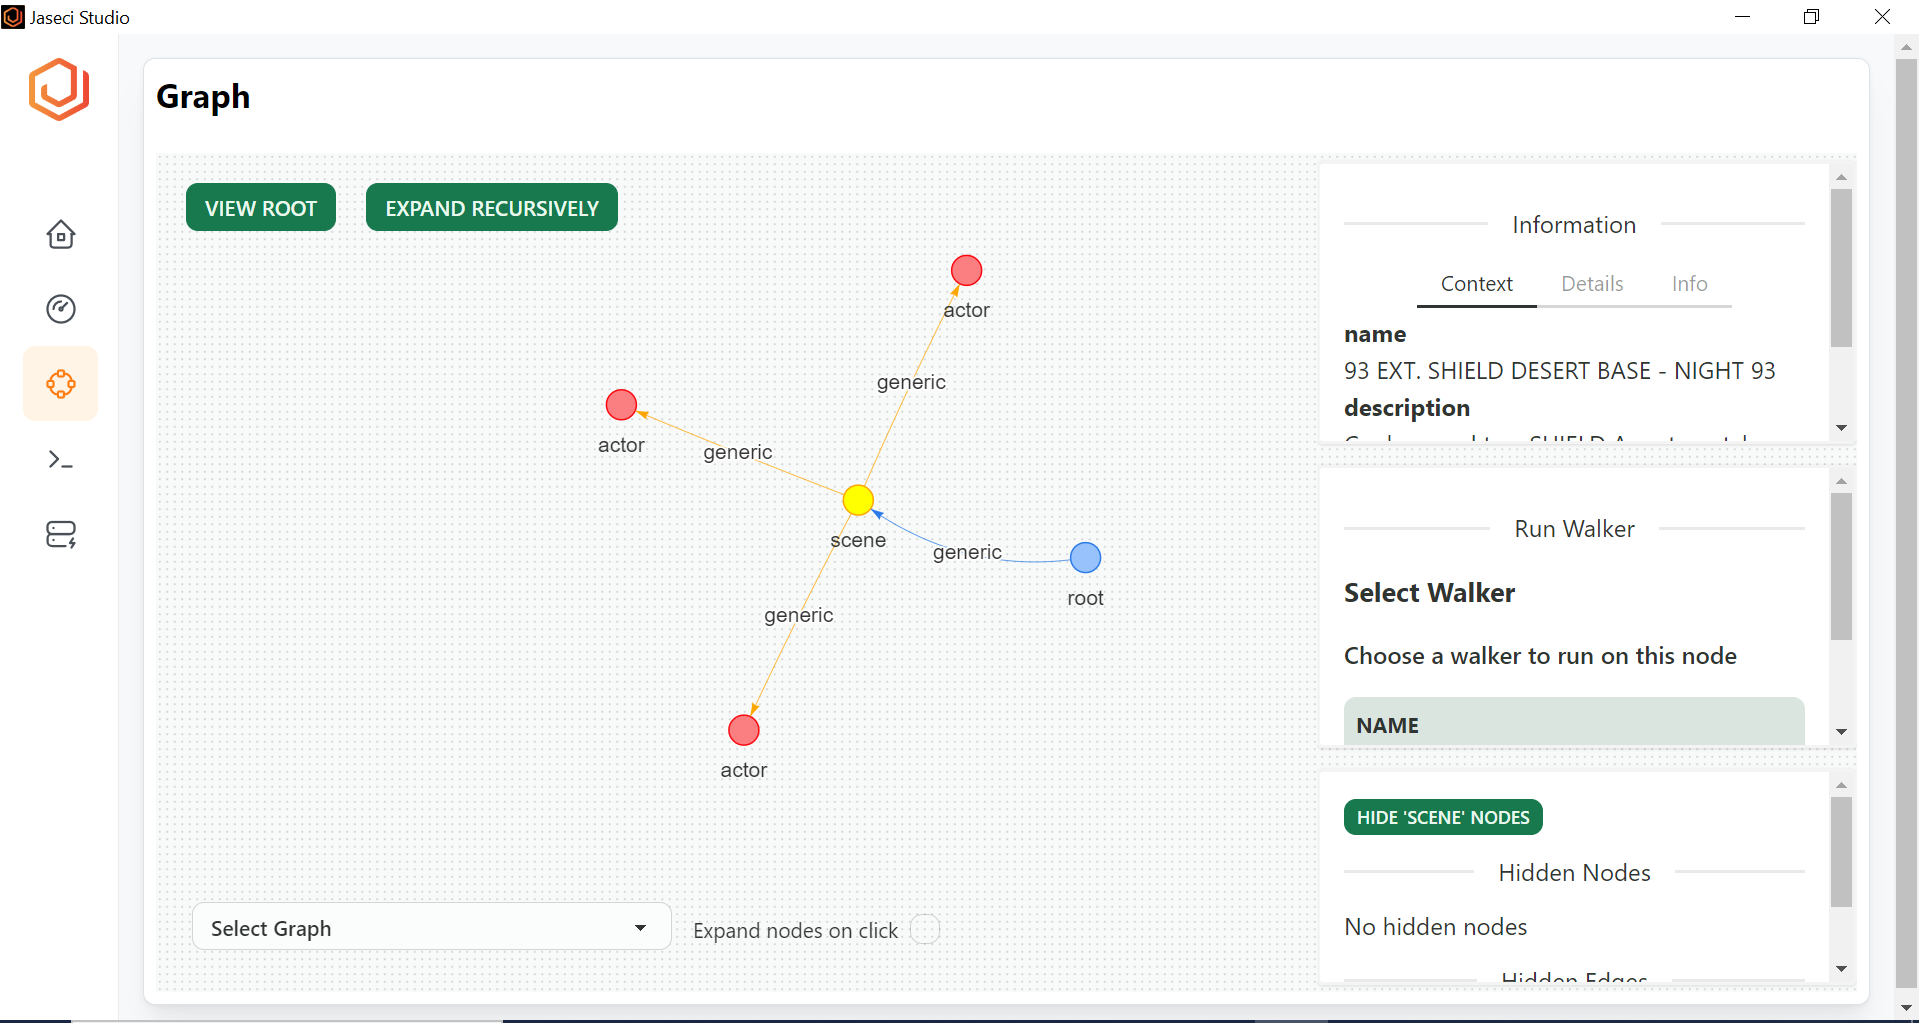 Jaseci Studio
Graph
VIEW ROOT
EXPAND RECURSIVELY
actor
generic
actor
generic
scene
generic
root
generic
actor
Select Graph
Expand nodes on click
Information
Context Details Info
name
93 EXT. SHIELD DESERT BASE - NIGHT 93
description
Run Walker
Select Walker
Choose a walker to run on this node
NAME
HIDE 'SCENE' NODES
Hidden Nodes
No hidden nodes
Hidden Edges